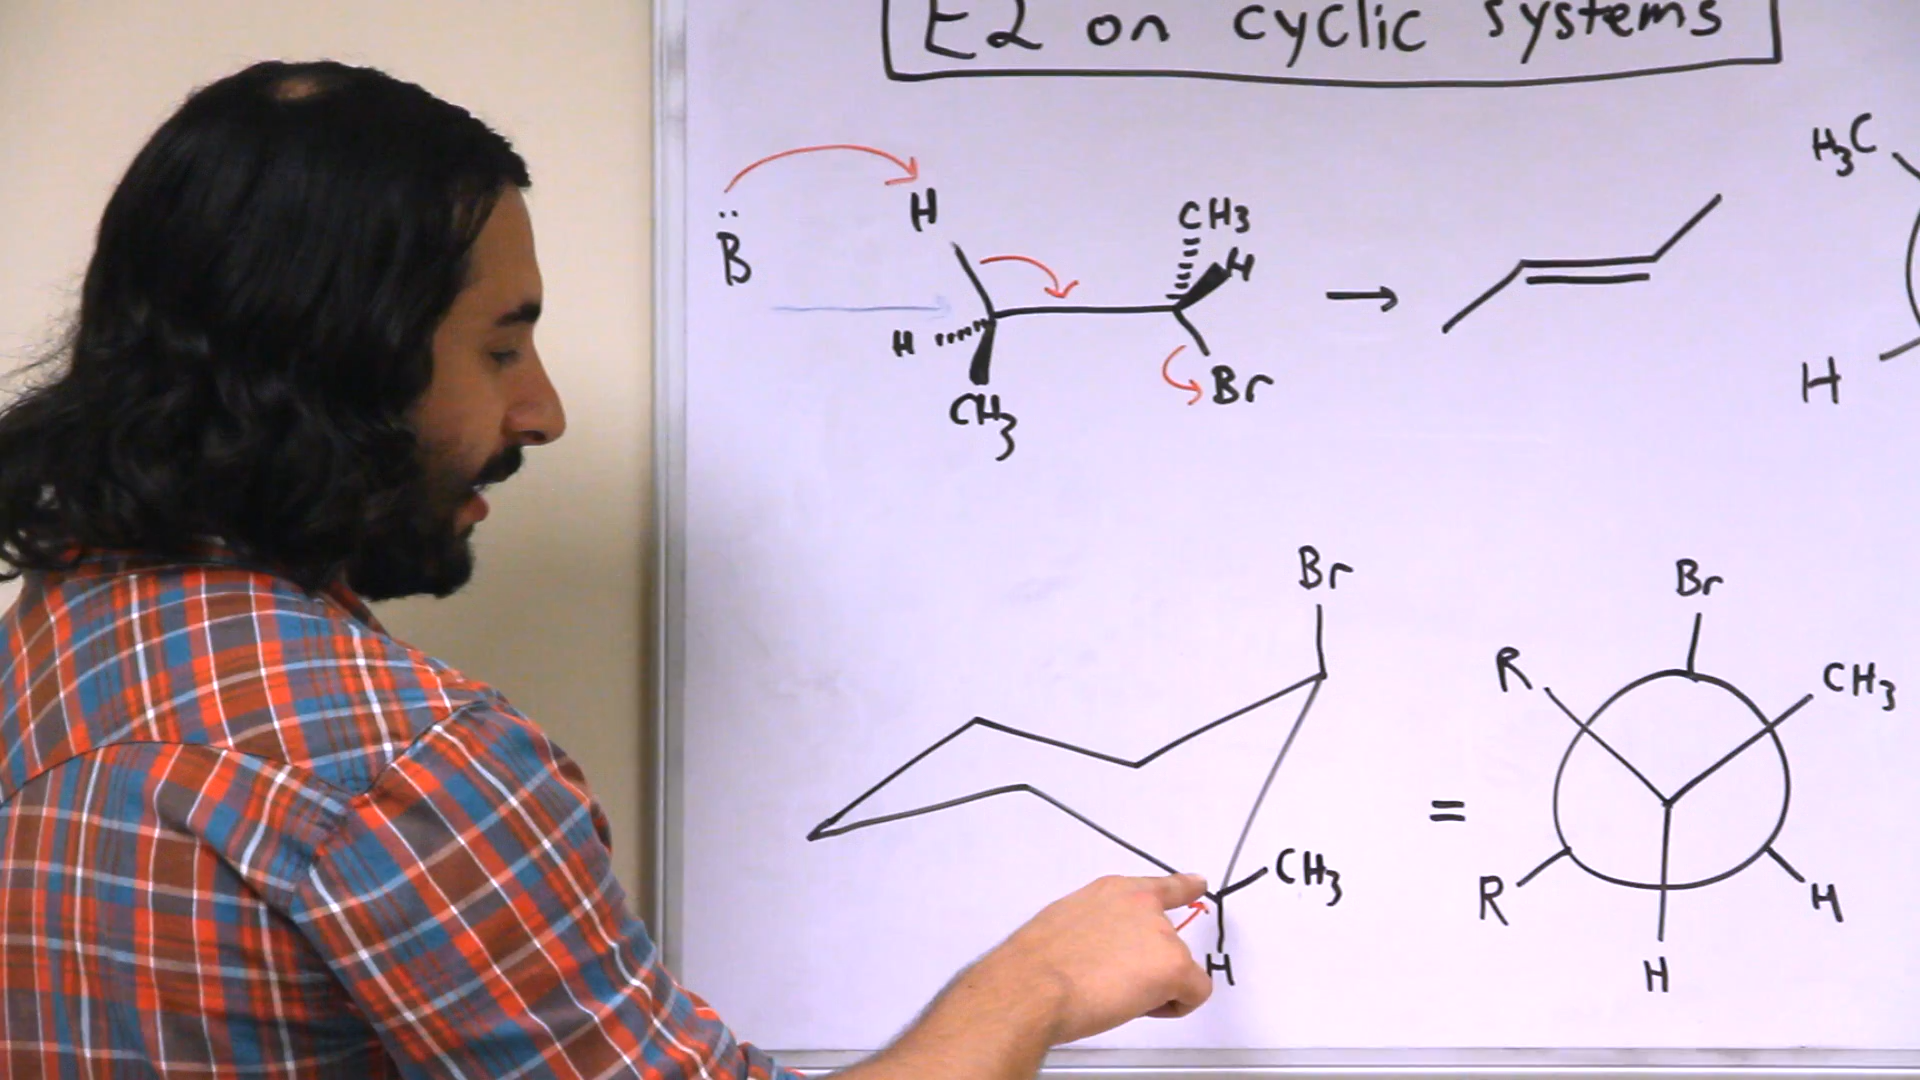 E2 on cyclic systems
H₃C
H
CH3
:B
H
H
Br
CH3
H
Br
Br
R
CH3
=
CH3
R
H
H
H